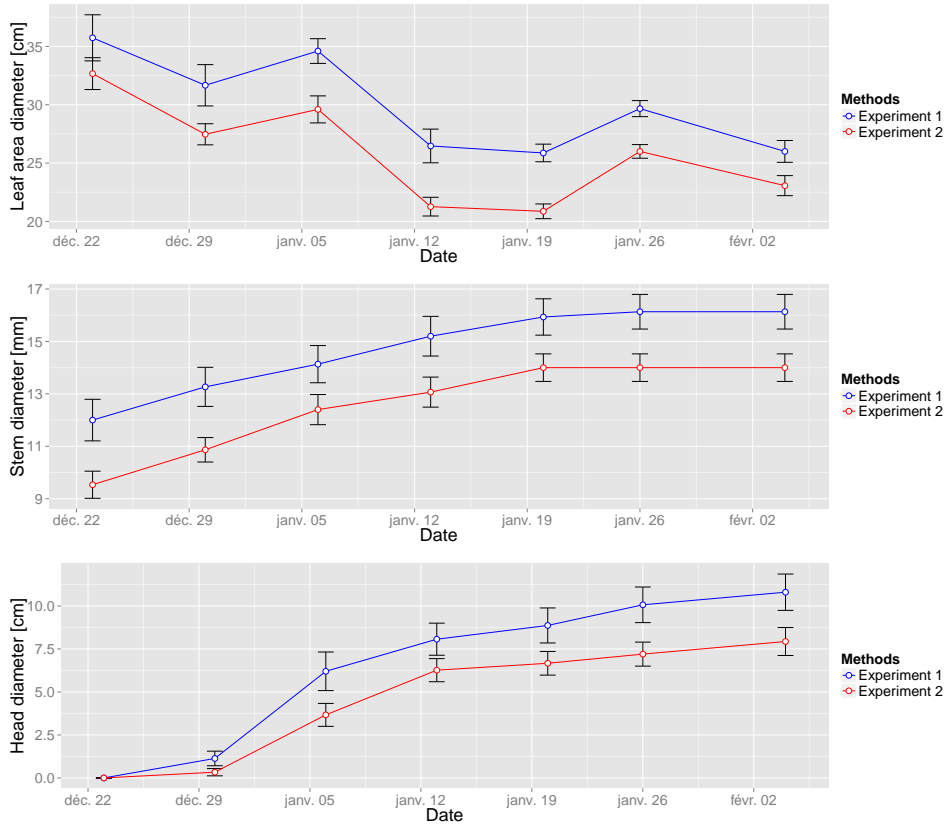 Leaf area diameter [cm]
35
30
25
20
déc. 22 déc. 29 janv. 05 janv. 12 janv. 19 janv. 26 févr. 02
Date
Methods
Experiment 1
Experiment 2
Stem diameter [mm]
17
15
13
11
9
déc. 22 déc. 29 janv. 05 janv. 12 janv. 19 janv. 26 févr. 02
Date
Methods
Experiment 1
Experiment 2
Head diameter [cm]
10.0
7.5
5.0
2.5
0.0
déc. 22 déc. 29 janv. 05 janv. 12 janv. 19 janv. 26 févr. 02
Date
Methods
Experiment 1
Experiment 2